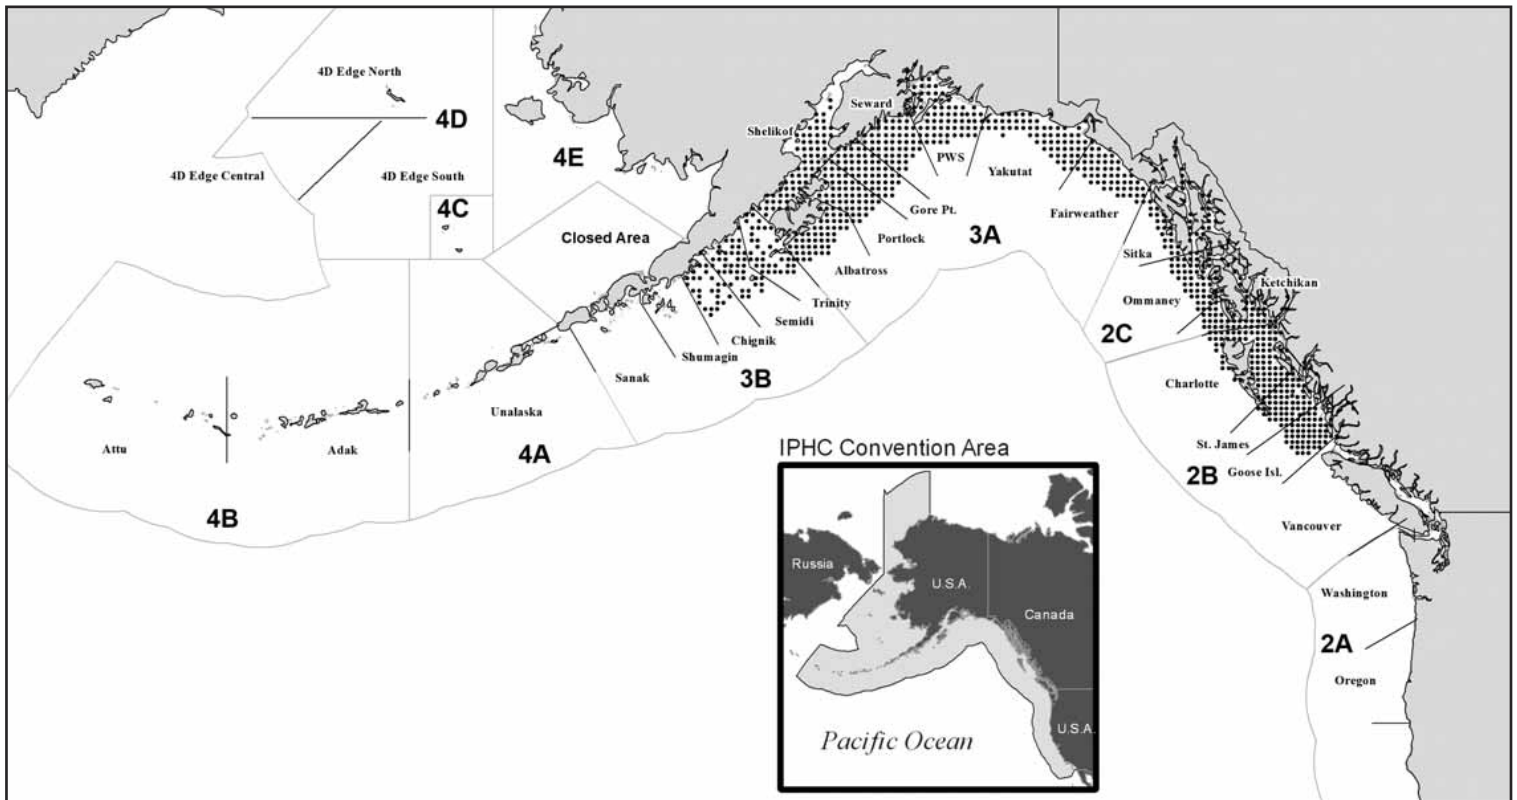 4D Edge North
4D
4D Edge Central
4D Edge South
4C
4E
Closed Area
Seward
Shelikof
PWS
Yakutat
Gore Pt.
Fairweather
Portlock
3A
Albatross
Trinity
Semidi
Chignik
Shumagin
Sanak
3B
Sitka
Ketchikan
Ommaney
2C
Charlotte
St. James
2B
Goose Isl.
Vancouver
Washington
2A
Oregon
Unalaska
4A
Attu
Adak
4B
IPHC Convention Area
Russia
U.S.A.
Canada
U.S.A.
Pacific Ocean